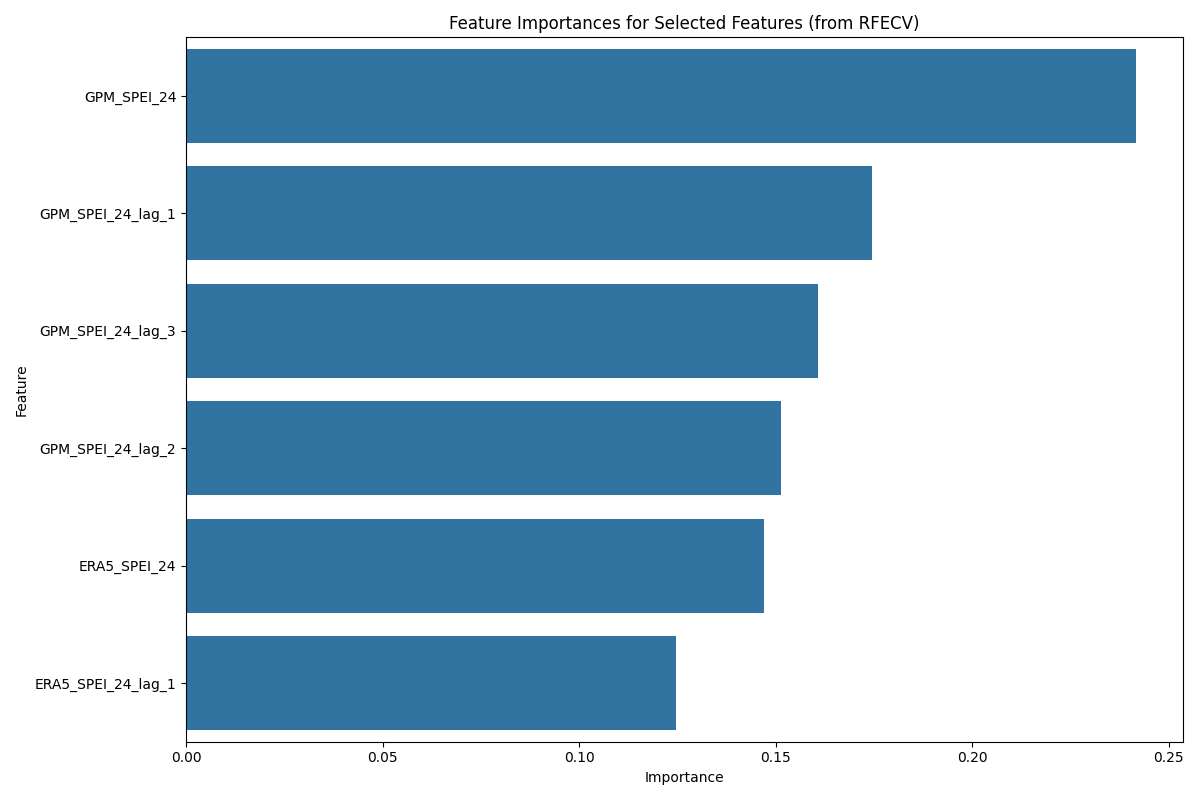 Feature Importances for Selected Features (from RFECV)
Feature
GPM_SPEI_24
GPM_SPEI_24_lag_1
GPM_SPEI_24_lag_3
GPM_SPEI_24_lag_2
ERA5_SPEI_24
ERA5_SPEI_24_lag_1
0.00 0.05 0.10 0.15 0.20 0.25
Importance